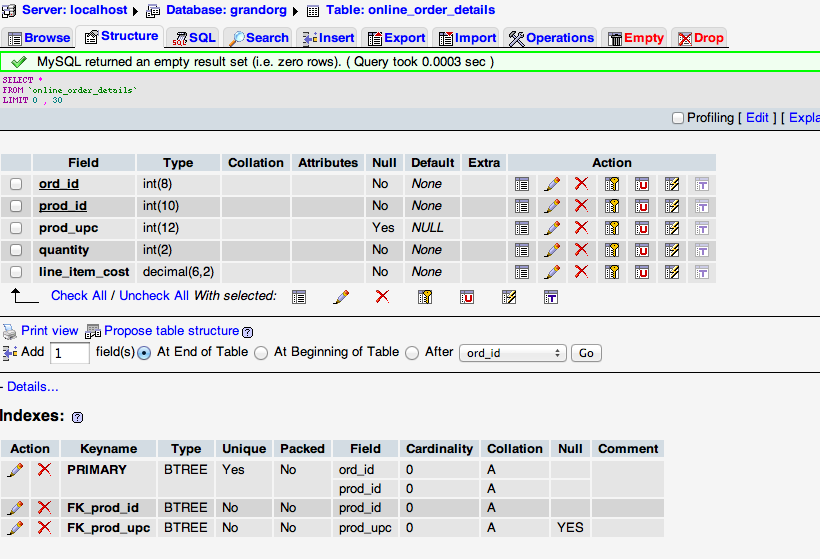 Server: localhost ▸ Database: grandorg ▸ Table: online_order_details
Browse Structure SQL Search Insert Export Import Operations Empty Drop
MySQL returned an empty result set (i.e. zero rows). ( Query took 0.0003 sec )
SELECT *
FROM `online_order_details`
LIMIT 0 , 30
Profiling [ Edit ] [ Expla
Field Type Collation Attributes Null Default Extra Action
ord_id int(8) No None
prod_id int(10) No None
prod_upc int(12) Yes NULL
quantity int(2) No None
line_item_cost decimal(6,2) No None
Check All / Uncheck All With selected:
Print view Propose table structure
Add 1 field(s) At End of Table At Beginning of Table After ord_id Go
- Details...
Indexes:
Action Keyname Type Unique Packed Field Cardinality Collation Null Comment
PRIMARY BTREE Yes No ord_id 0 A
prod_id 0 A
FK_prod_id BTREE No No prod_id 0 A
FK_prod_upc BTREE No No prod_upc 0 A YES